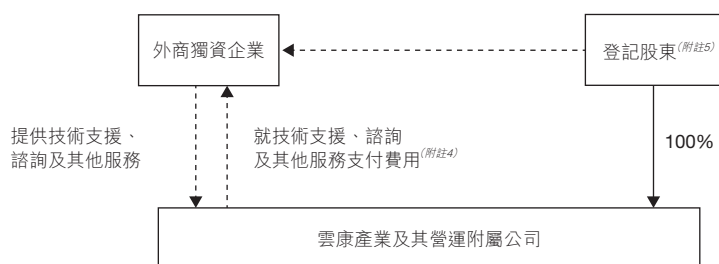 外商獨資企業
登記股東(附註5)
提供技術支援、
諮詢及其他服務
就技術支援、諮詢
及其他服務支付費用(附註4)
100%
雲康產業及其營運附屬公司